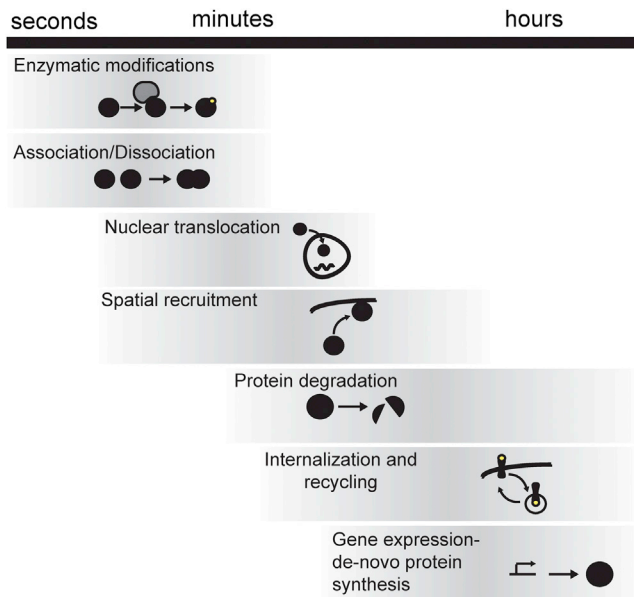 seconds minutes hours
Enzymatic modifications
Association/Dissociation
Nuclear translocation
Spatial recruitment
Protein degradation
Internalization and
recycling
Gene expression-
de-novo protein
synthesis